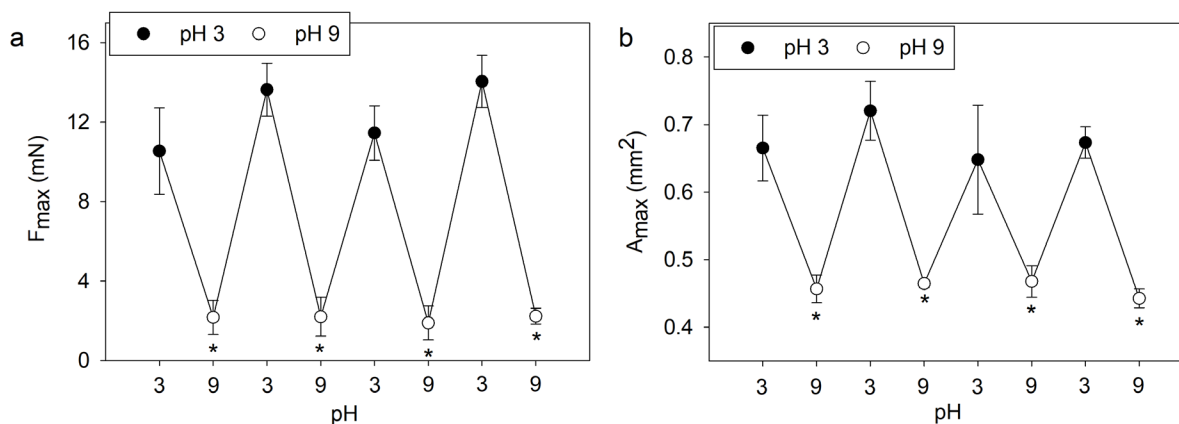 a
pH 3 pH 9
16
12
8
4
0
Fmax (mN)
* * * *
3 9 3 9 3 9 3 9
pH
b
pH 3 pH 9
0.8
0.7
0.6
0.5
0.4
Amax (mm²)
* * * *
3 9 3 9 3 9 3 9
pH